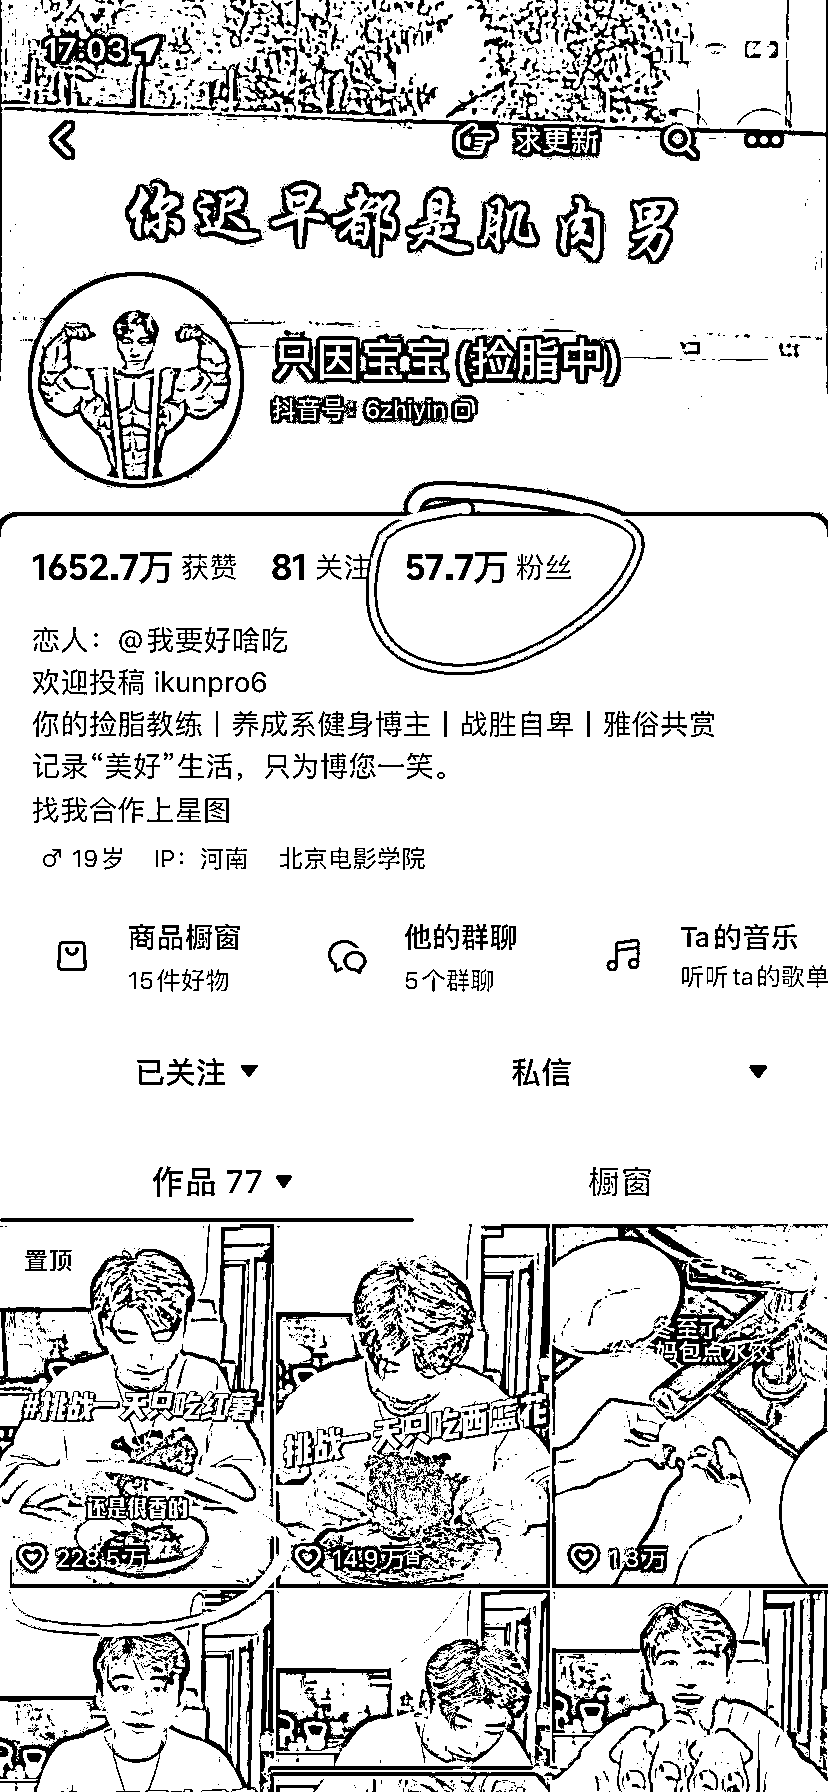 17:03
求更新
你迟早都是肌肉男
只因宝宝 (捡脂中)
抖音号: 6zhiyin
1652.7万 获赞 81 关注 57.7万 粉丝
恋人：@我要好啥吃
欢迎投稿 ikunpro6
你的捡脂教练丨养成系健身博主丨战胜自卑丨雅俗共赏
记录“美好”生活，只为博您一笑。
找我合作上星图
♂ 19岁 IP：河南 北京电影学院
商品橱窗 他的群聊 Ta的音乐
15件好物 5个群聊 听听ta的歌单
已关注 私信
作品 77 橱窗
置顶
冬至了
妈包点水饺
#挑战一天只吃红薯
挑战一天只吃西蓝花
还是很香的
228.5万 14.9万 1.3万